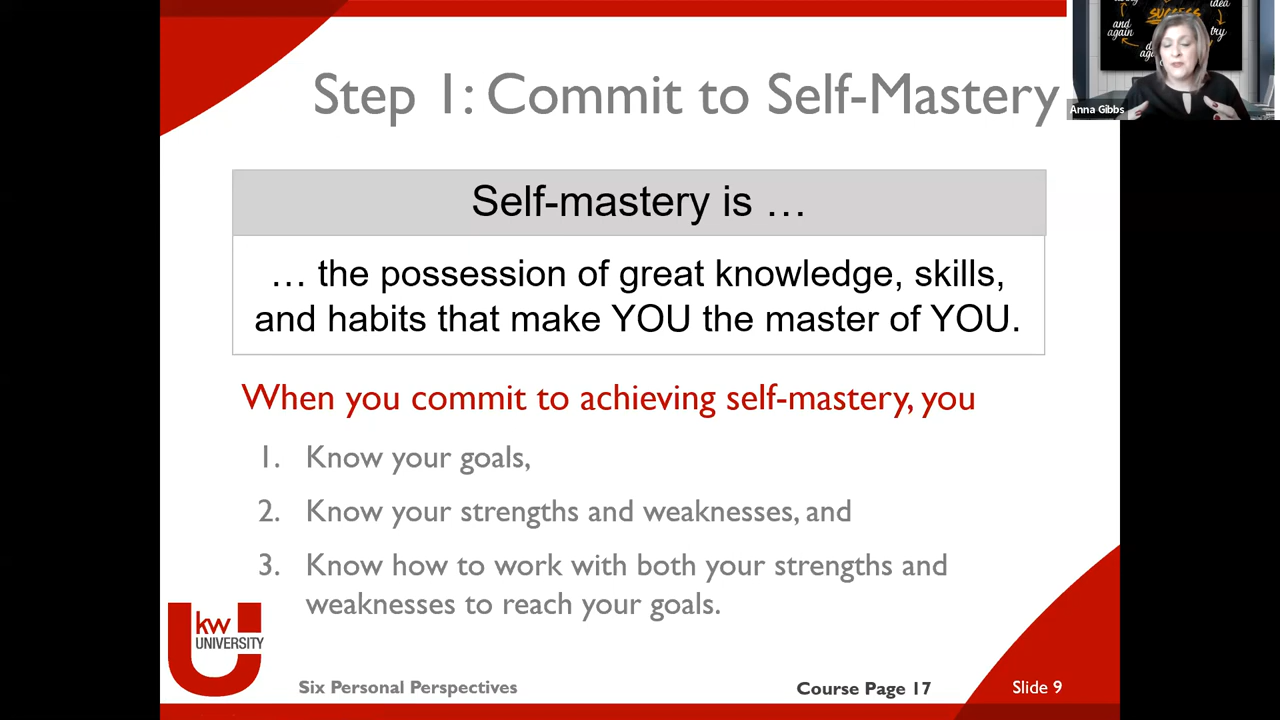 Step 1: Commit to Self-Mastery
SUCCESS
idea
and
again
try
Anna Gibbs
Self-mastery is …
… the possession of great knowledge, skills,
and habits that make YOU the master of YOU.
When you commit to achieving self-mastery, you
1. Know your goals,
2. Know your strengths and weaknesses, and
3. Know how to work with both your strengths and
weaknesses to reach your goals.
kw
UNIVERSITY
Six Personal Perspectives
Course Page 17
Slide 9